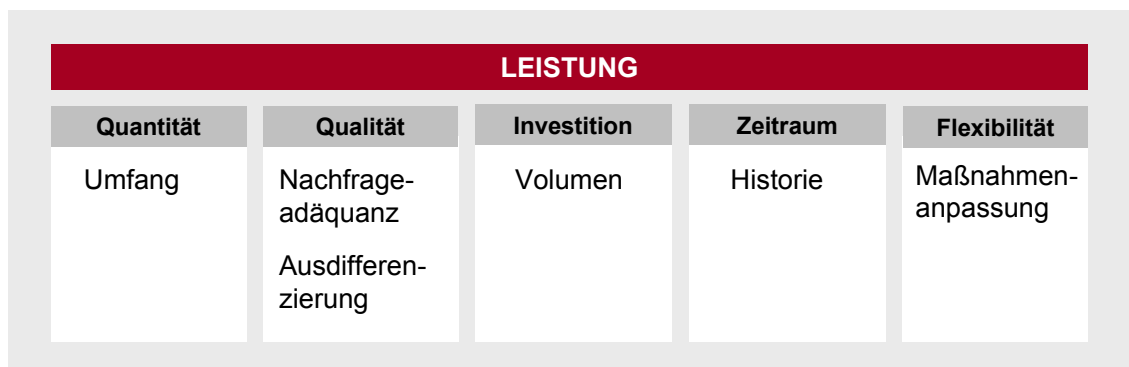 LEISTUNG
Quantität
Qualität
Investition
Zeitraum
Flexibilität
Umfang
Nachfrage-
adäquanz
Ausdifferen-
zierung
Volumen
Historie
Maßnahmen-
anpassung